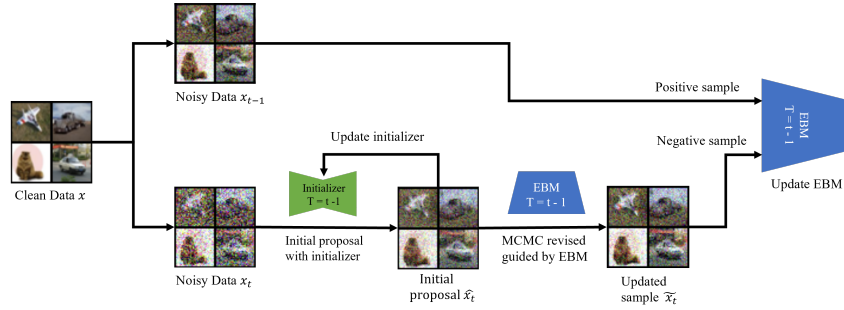 Noisy Data x_{t−1}
Clean Data x
Positive sample
EBM
T = t - 1
Negative sample
Update EBM
Update initializer
Initializer
T = t -1
EBM
T = t - 1
Initial proposal
with initializer
MCMC revised
guided by EBM
Noisy Data x_t
Initial
proposal x̂_t
Updated
sample x̃_t